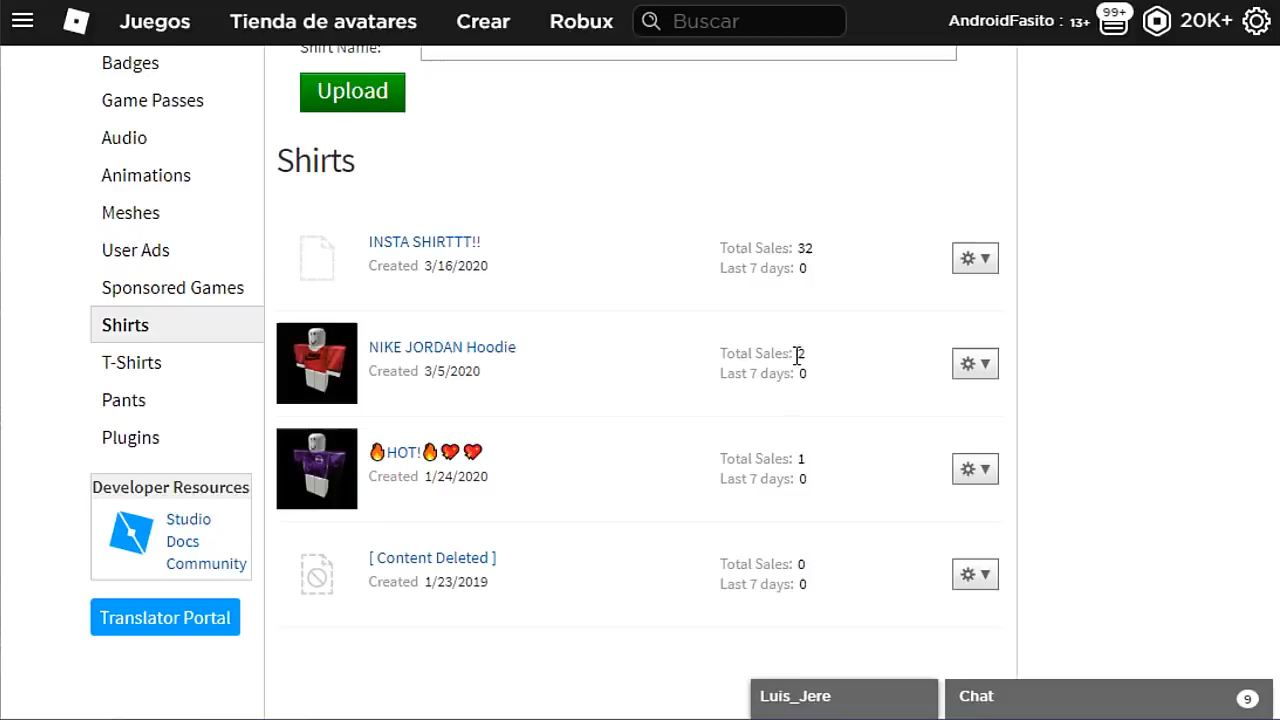 Juegos Tienda de avatares Crear Robux Buscar AndroidFasito : 13+ 99+ 20K+
Shirt Name:
Badges
Upload
Game Passes
Audio
Animations
Meshes
User Ads
Sponsored Games
Shirts
T-Shirts
Pants
Plugins
Developer Resources
Studio
Docs
Community
Translator Portal
Shirts
INSTA SHIRTTT!!
Created 3/16/2020
Total Sales: 32
Last 7 days: 0
NIKE JORDAN Hoodie
Created 3/5/2020
Total Sales: 2
Last 7 days: 0
🔥HOT!🔥💖💖
Created 1/24/2020
Total Sales: 1
Last 7 days: 0
[ Content Deleted ]
Created 1/23/2019
Total Sales: 0
Last 7 days: 0
Luis_Jere
Chat 9